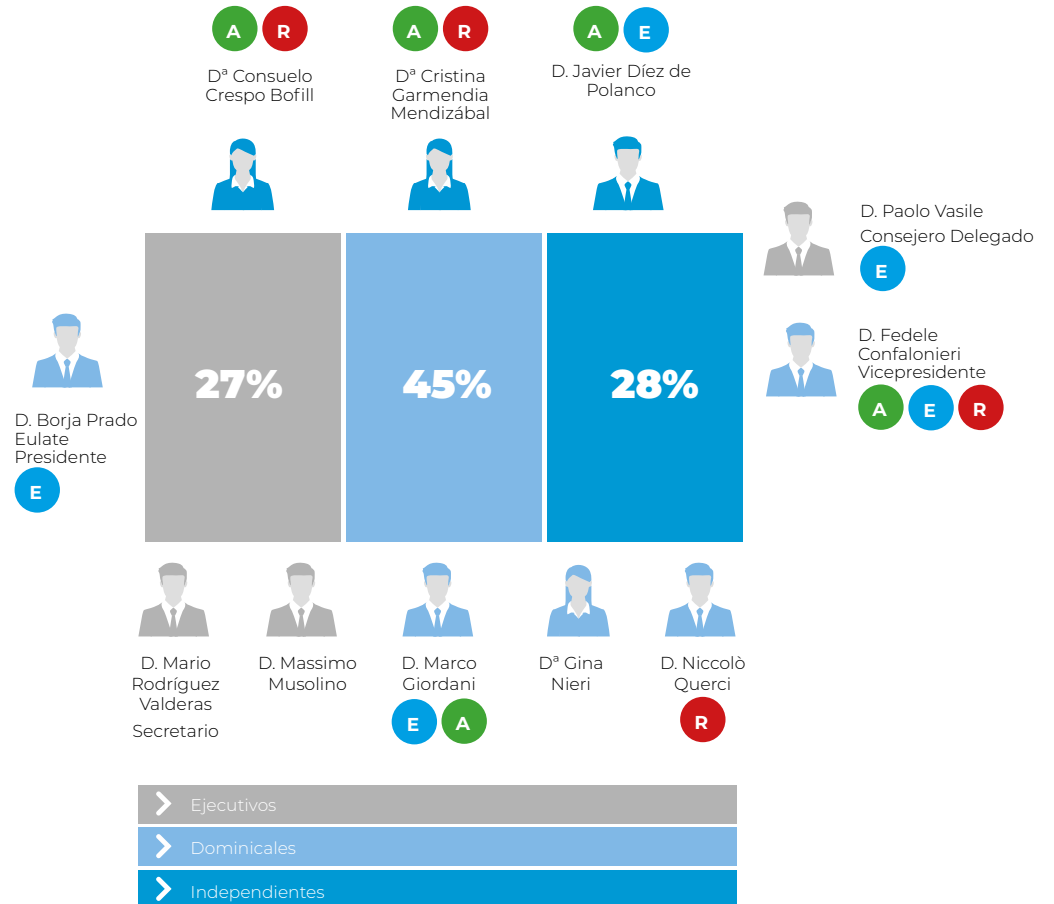 A R
Dª Consuelo
Crespo Bofill
A R
Dª Cristina
Garmendia
Mendizábal
A E
D. Javier Díez de
Polanco
D. Paolo Vasile
Consejero Delegado
E
D. Fedele
Confalonieri
Vicepresidente
A E R
D. Borja Prado
Eulate
Presidente
E
27%
45%
28%
D. Mario
Rodríguez
Valderas
Secretario
D. Massimo
Musolino
D. Marco
Giordani
E A
Dª Gina
Nieri
D. Niccolò
Querci
R
Ejecutivos
Dominicales
Independientes